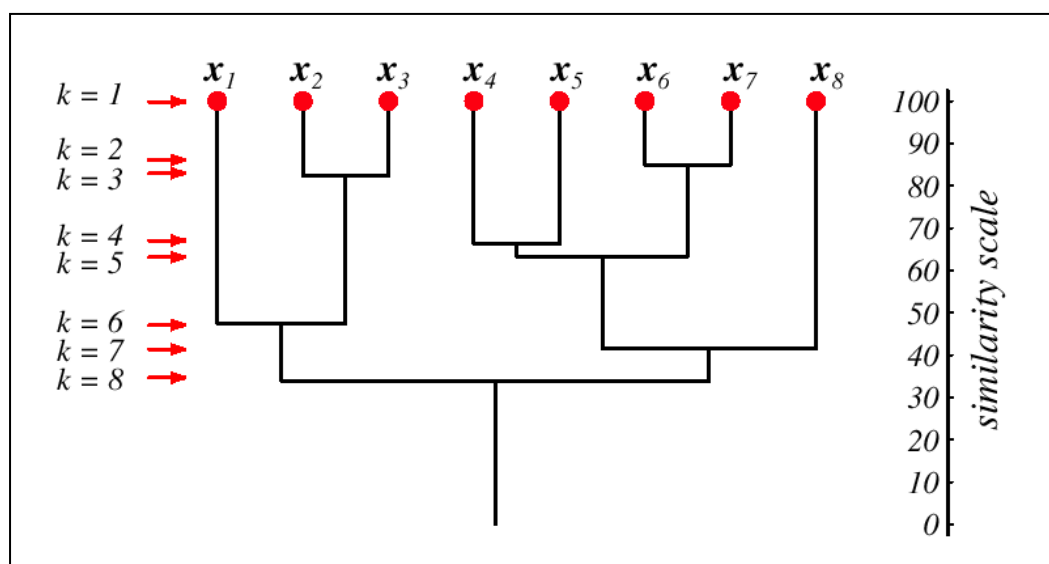 x1 x2 x3 x4 x5 x6 x7 x8
k = 1
k = 2
k = 3
k = 4
k = 5
k = 6
k = 7
k = 8
100
90
80
70
60
50
40
30
20
10
0
similarity scale